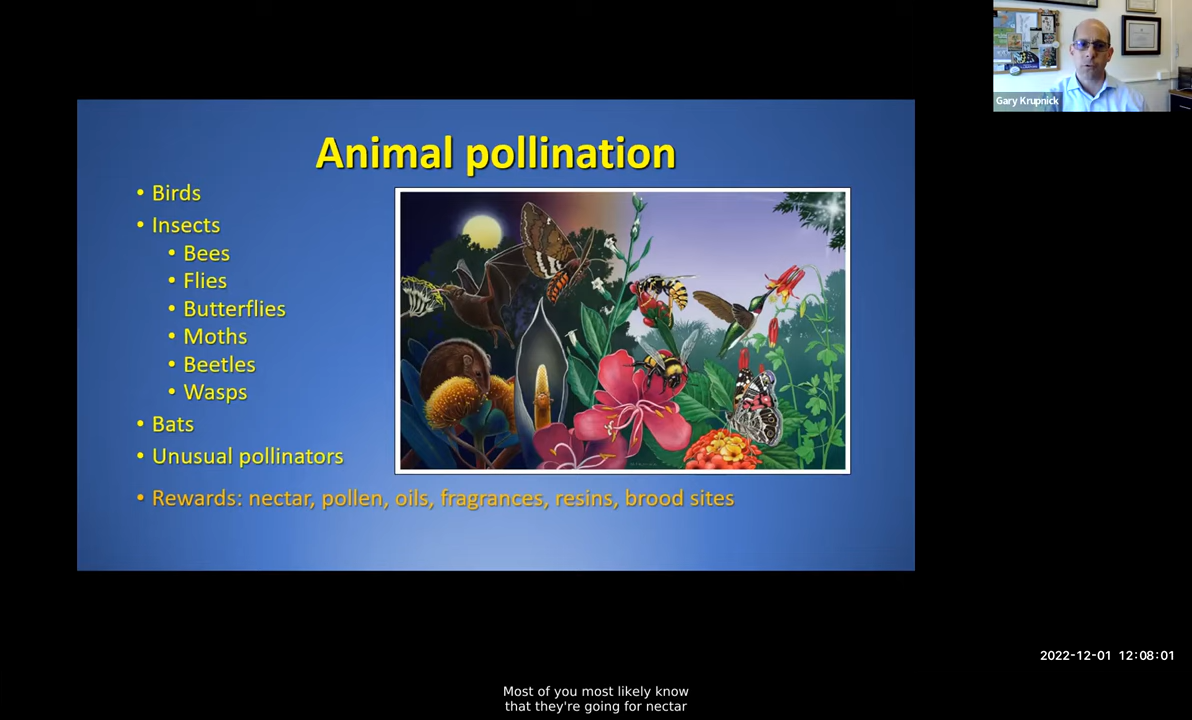 Gary Krupnick
Animal pollination
• Birds
• Insects
• Bees
• Flies
• Butterflies
• Moths
• Beetles
• Wasps
• Bats
• Unusual pollinators
• Rewards: nectar, pollen, oils, fragrances, resins, brood sites
2022-12-01 12:08:01
Most of you most likely know
that they're going for nectar